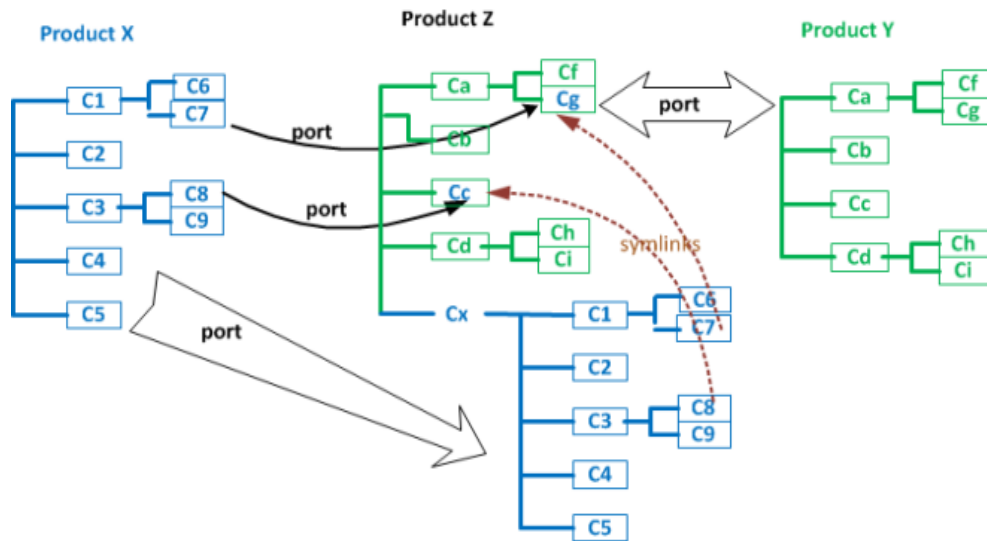 Product X
C1
C6
C7
C2
C3
C8
C9
C4
C5
port
port
port
Product Z
Ca
Cf
Cg
Cb
Cc
Cd
Ch
Ci
Cx
C1
C6
C7
C2
C3
C8
C9
C4
C5
symlinks
port
Product Y
Ca
Cf
Cg
Cb
Cc
Cd
Ch
Ci